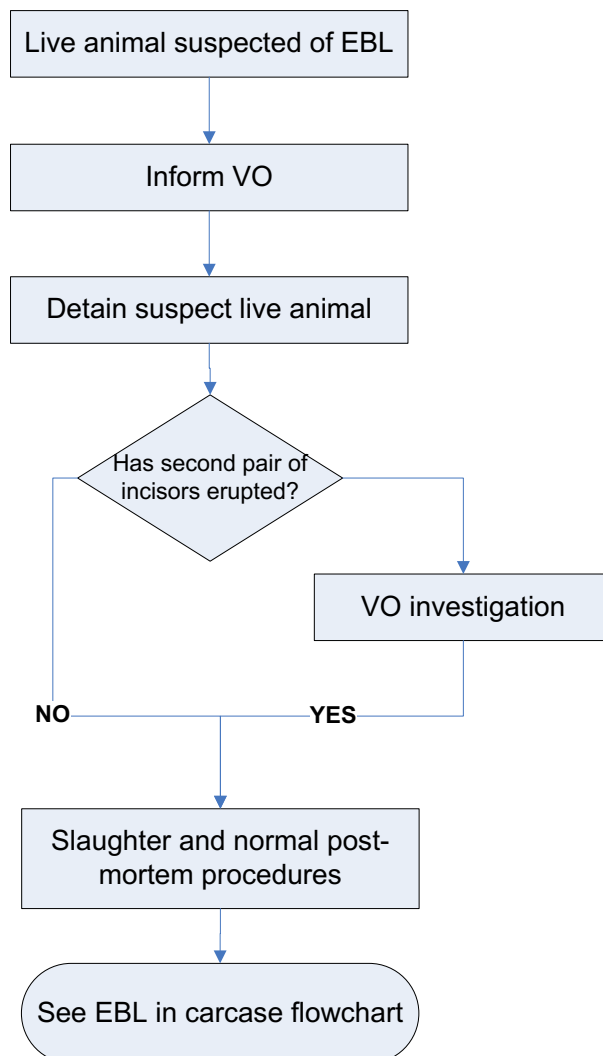 Live animal suspected of EBL
Inform VO
Detain suspect live animal
Has second pair of
incisors erupted?
VO investigation
NO
YES
Slaughter and normal post-
mortem procedures
See EBL in carcase flowchart